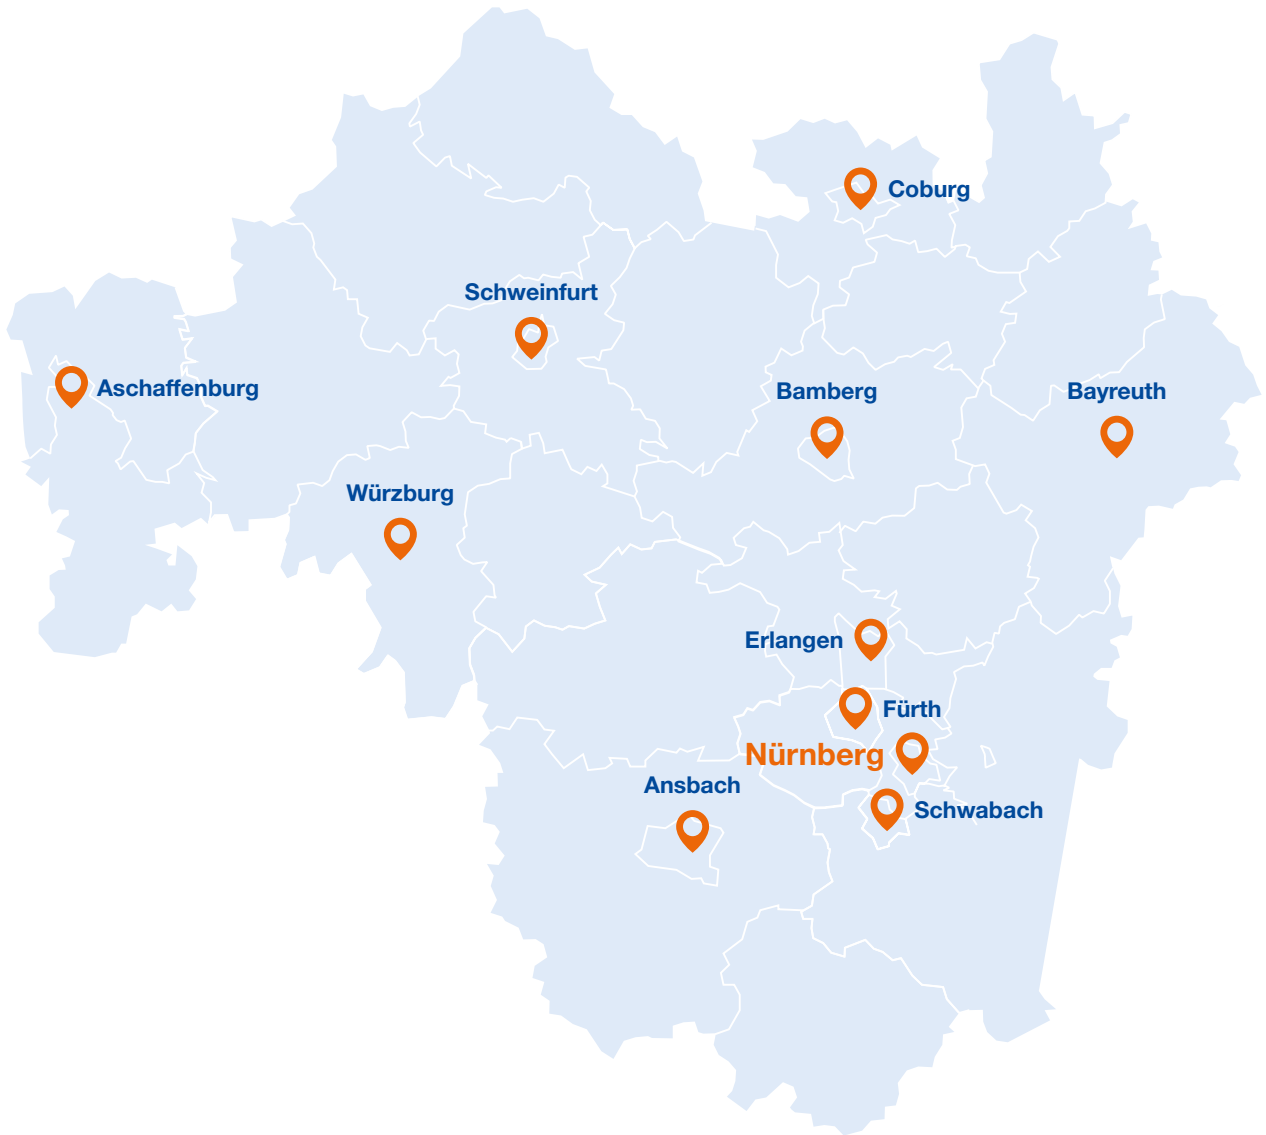 Coburg
Schweinfurt
Aschaffenburg
Bamberg
Bayreuth
Würzburg
Erlangen
Fürth
Nürnberg
Ansbach
Schwabach